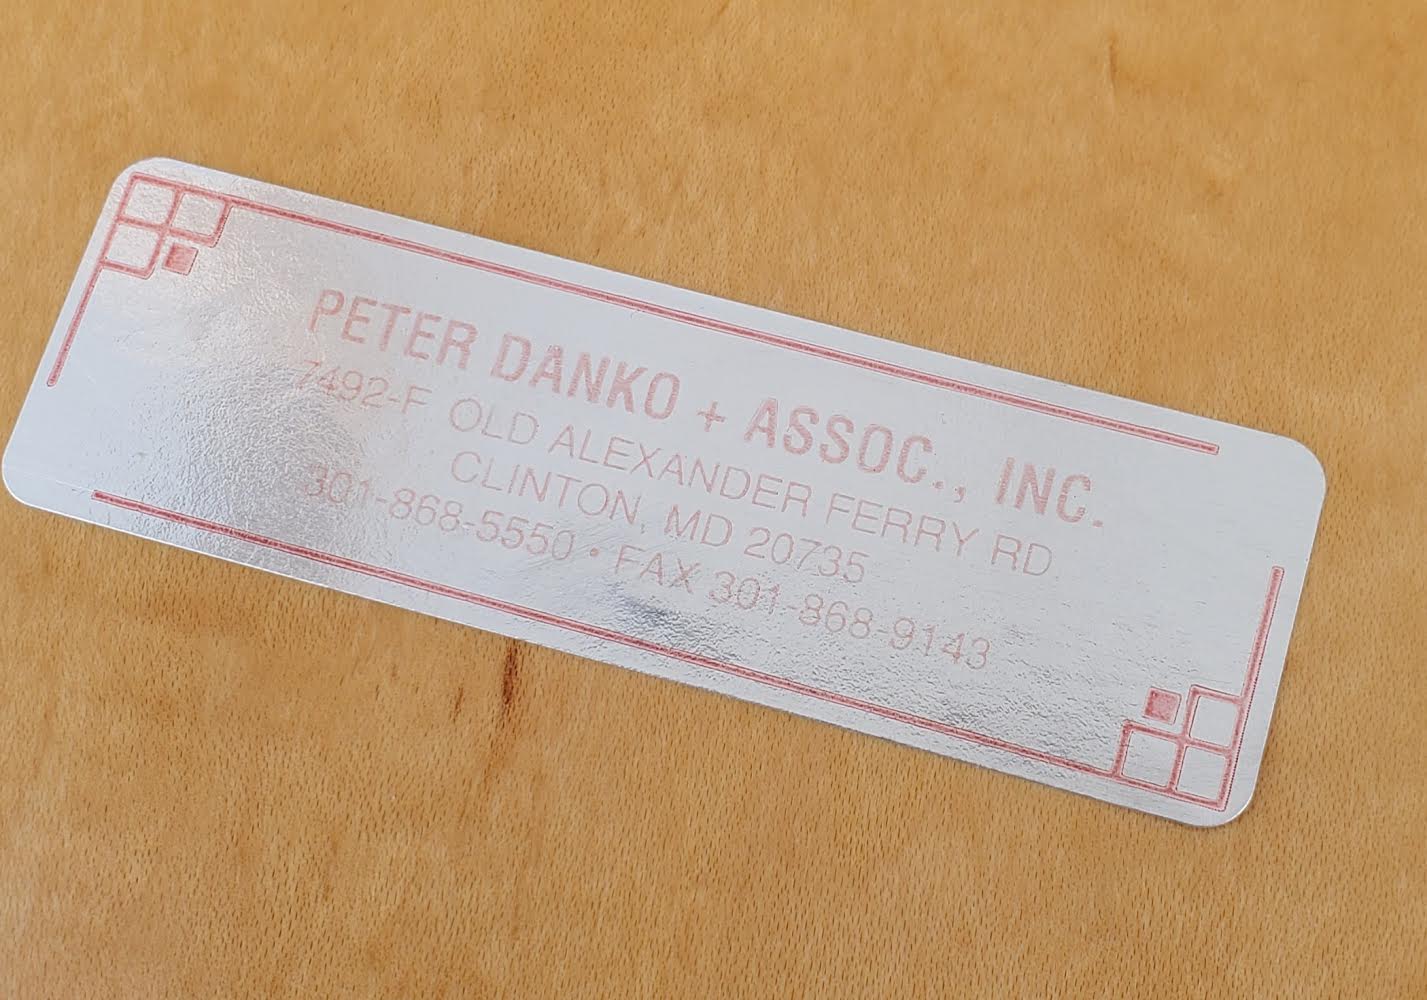 PETER DANKO + ASSOC., INC.
7492-F OLD ALEXANDER FERRY RD
CLINTON, MD 20735
301-868-5550 • FAX 301-868-9143